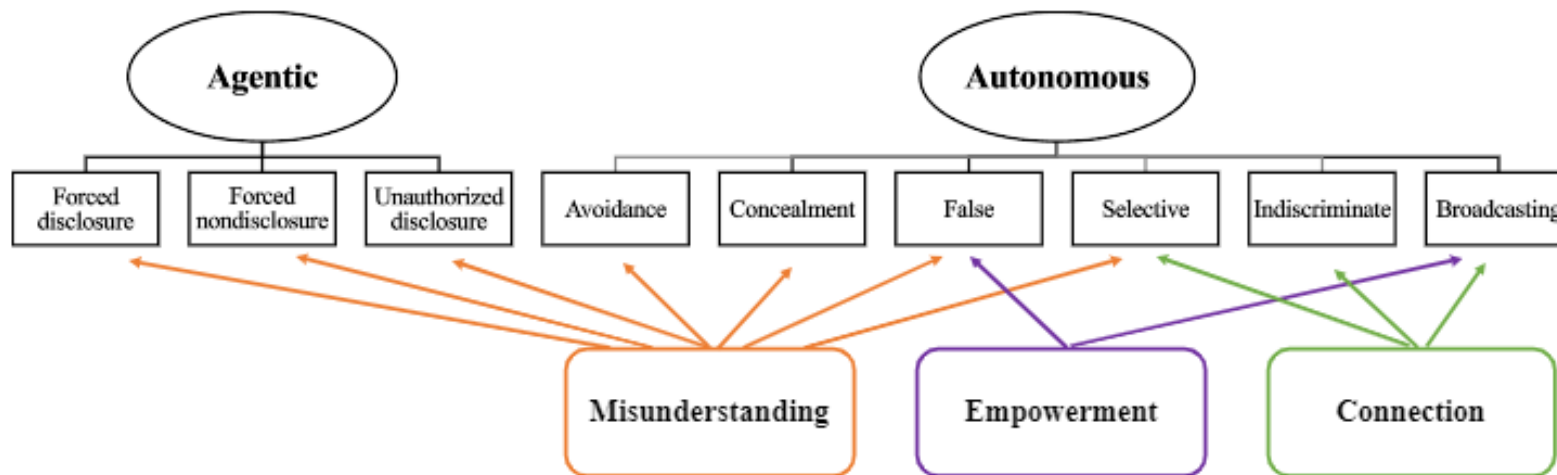 Agentic
Autonomous
Forced
disclosure
Forced
nondisclosure
Unauthorized
disclosure
Avoidance
Concealment
False
Selective
Indiscriminate
Broadcasting
Misunderstanding
Empowerment
Connection